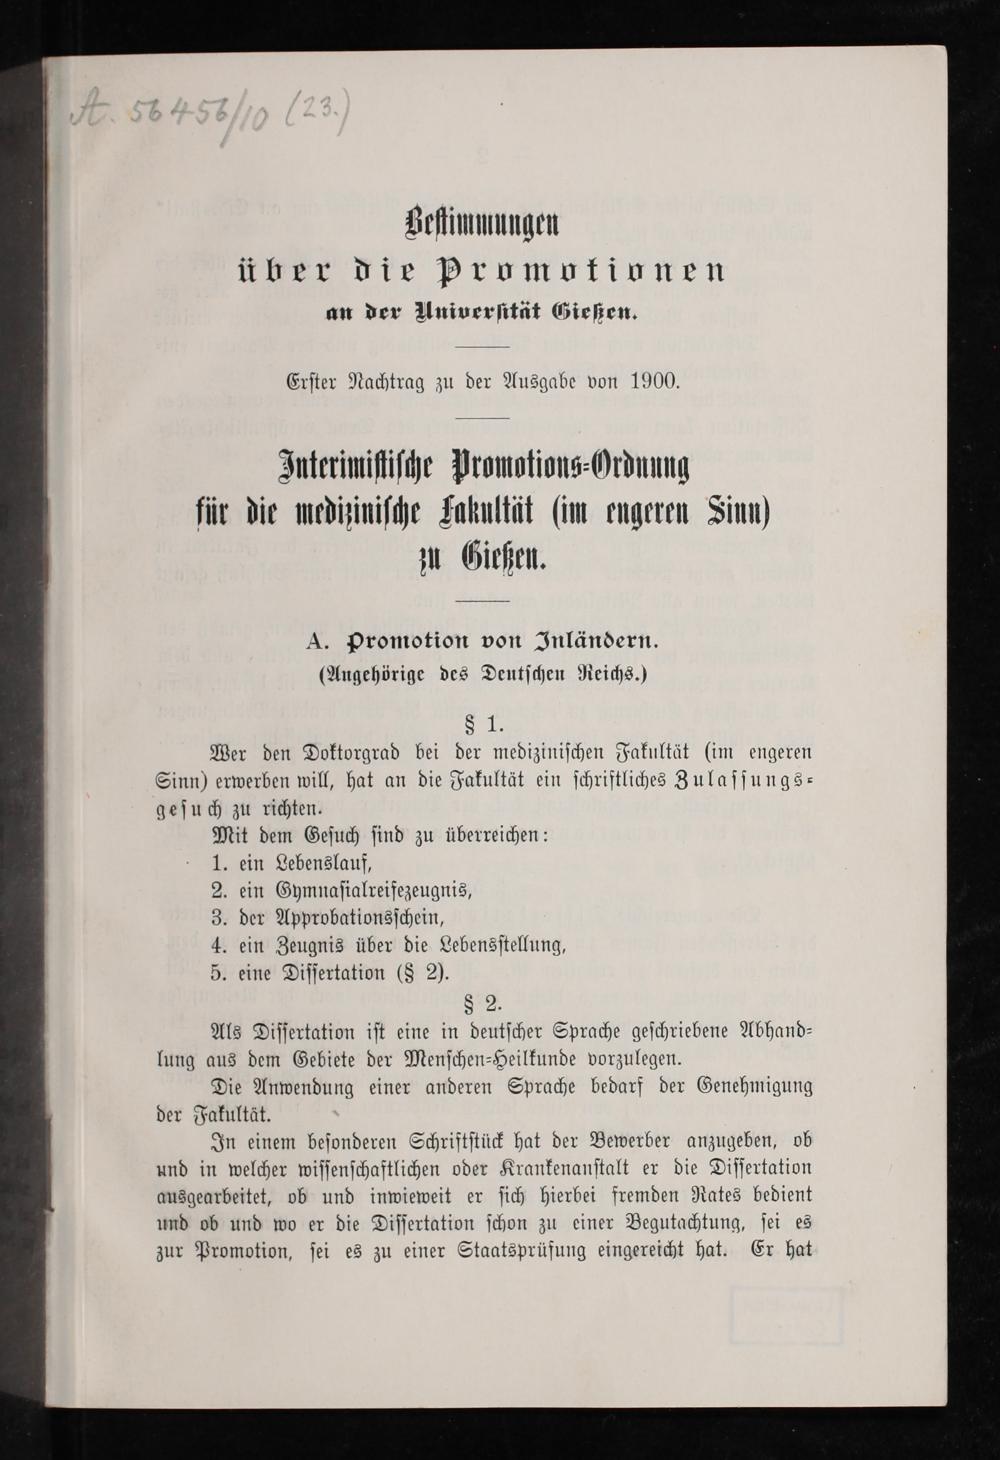 A. 56456/10 (23.)
Bestimmungen
über die Promotionen
an der Universität Gießen.
Erster Nachtrag zu der Ausgabe von 1900.
Interimistische Promotions-Ordnung
für die medizinische Fakultät (im engeren Sinn)
zu Gießen.
A. Promotion von Inländern.
(Angehörige des Deutschen Reichs.)
§ 1.
Wer den Doktorgrad bei der medizinischen Fakultät (im engeren
Sinn) erwerben will, hat an die Fakultät ein schriftliches Zulassungs-
gesuch zu richten.
Mit dem Gesuch sind zu überreichen:
1. ein Lebenslauf,
2. ein Gymnasialreifezeugnis,
3. der Approbationsschein,
4. ein Zeugnis über die Lebensstellung,
5. eine Dissertation (§ 2).
§ 2.
Als Dissertation ist eine in deutscher Sprache geschriebene Abhand-
lung aus dem Gebiete der Menschen-Heilkunde vorzulegen.
Die Anwendung einer anderen Sprache bedarf der Genehmigung
der Fakultät.
In einem besonderen Schriftstück hat der Bewerber anzugeben, ob
und in welcher wissenschaftlichen oder Krankenanstalt er die Dissertation
ausgearbeitet, ob und inwieweit er sich hierbei fremden Rates bedient
und ob und wo er die Dissertation schon zu einer Begutachtung, sei es
zur Promotion, sei es zu einer Staatsprüfung eingereicht hat. Er hat